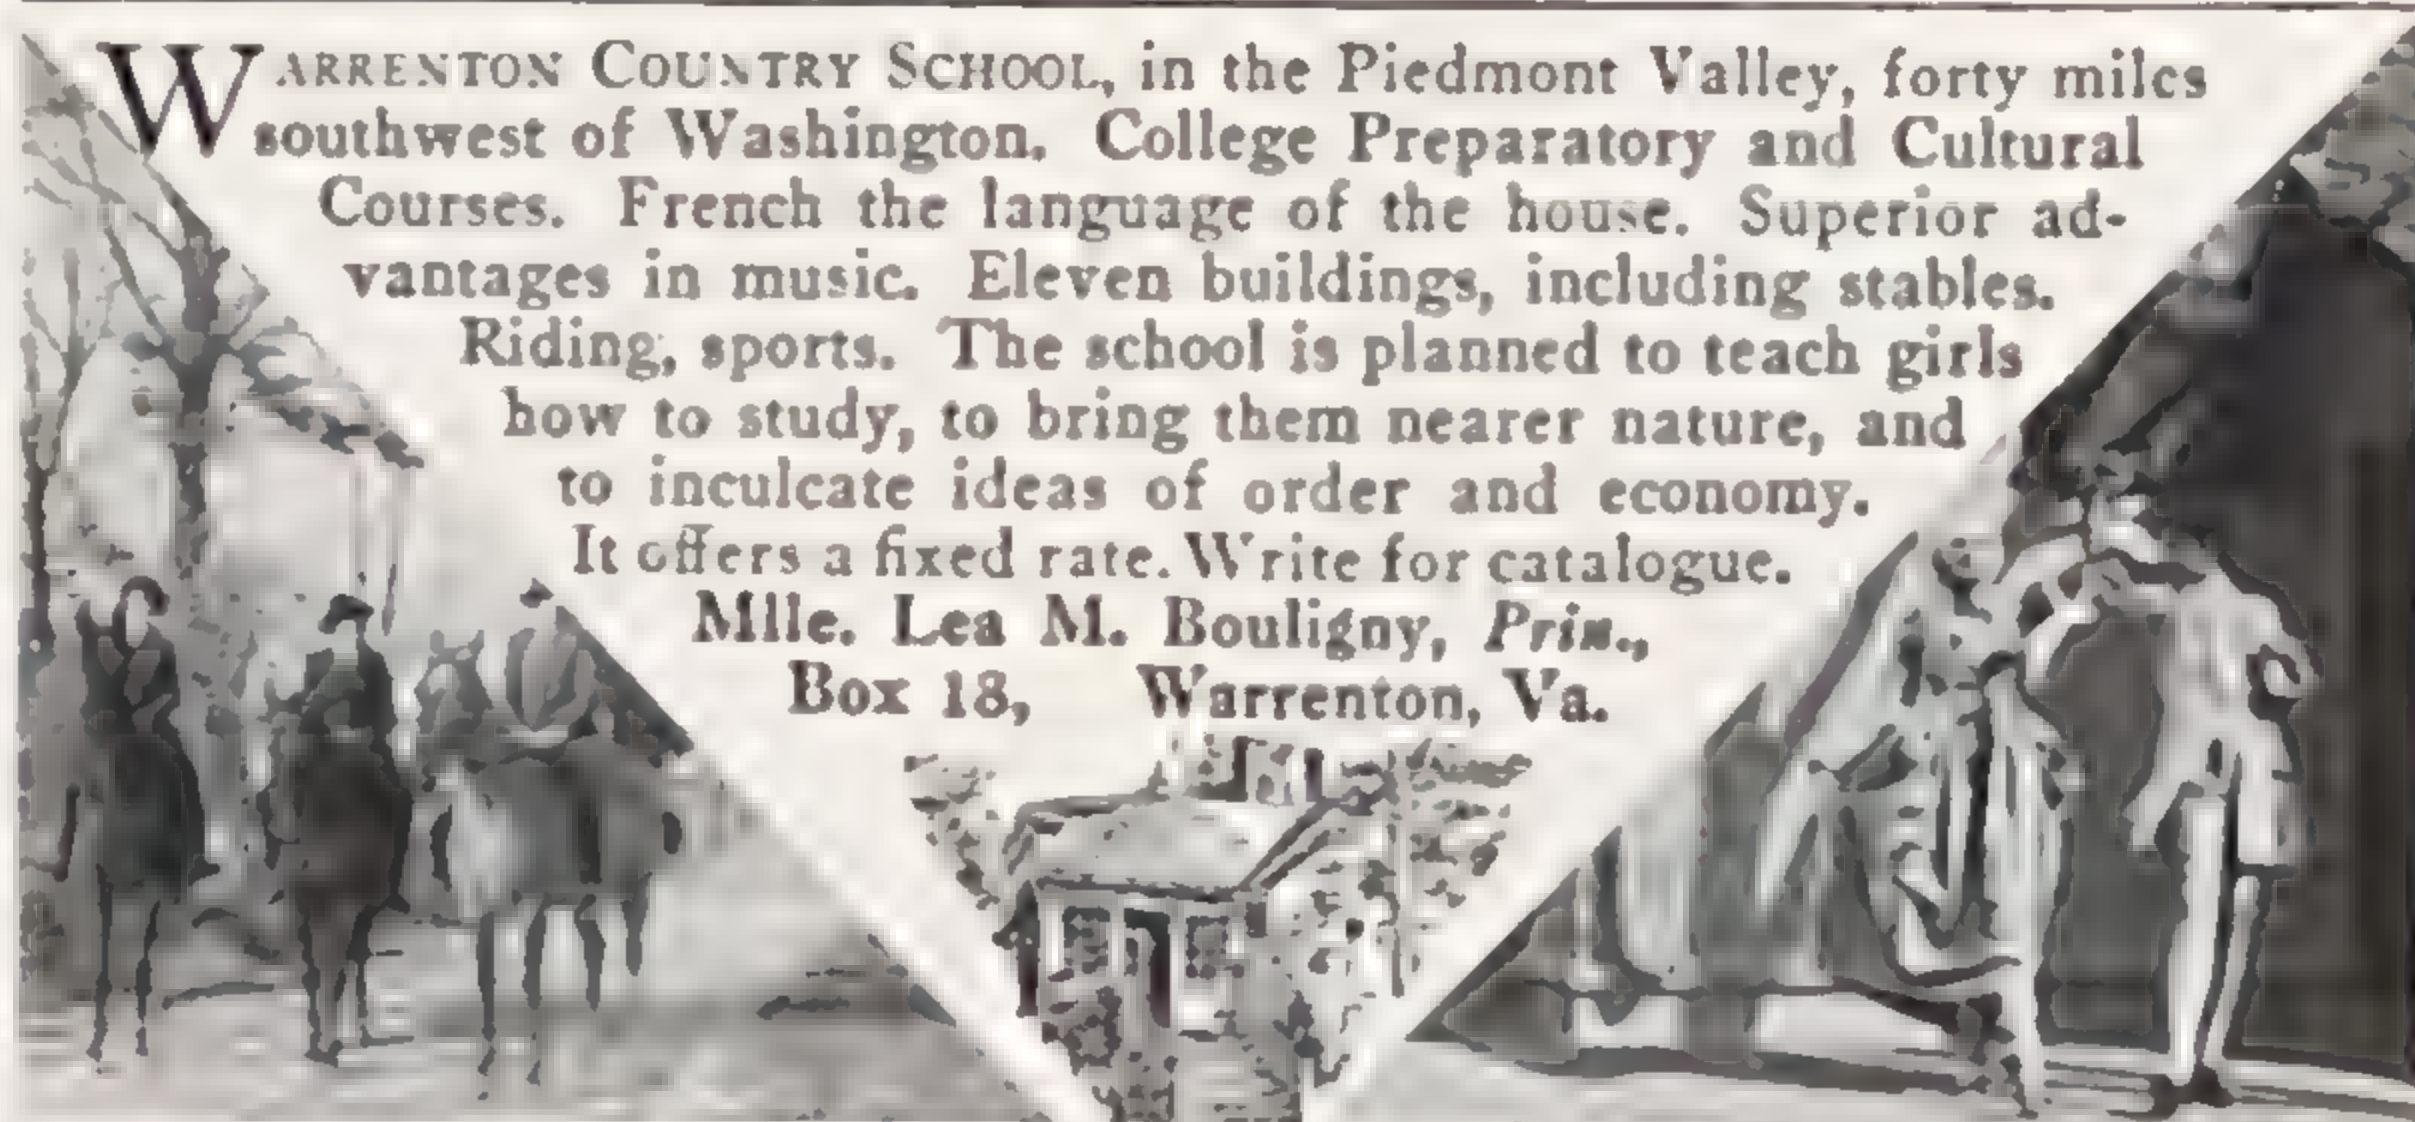 WARRENTON COUNTRY SCHOOL, in the Piedmont Valley, forty miles
southwest of Washington. College Preparatory and Cultural
Courses. French the language of the house. Superior ad-
vantages in music. Eleven buildings, including stables.
Riding, sports. The school is planned to teach girls
how to study, to bring them nearer nature, and
to inculcate ideas of order and economy.
It offers a fixed rate. Write for catalogue.
Mlle. Lea M. Bouligny, Prin.,
Box 18, Warrenton, Va.